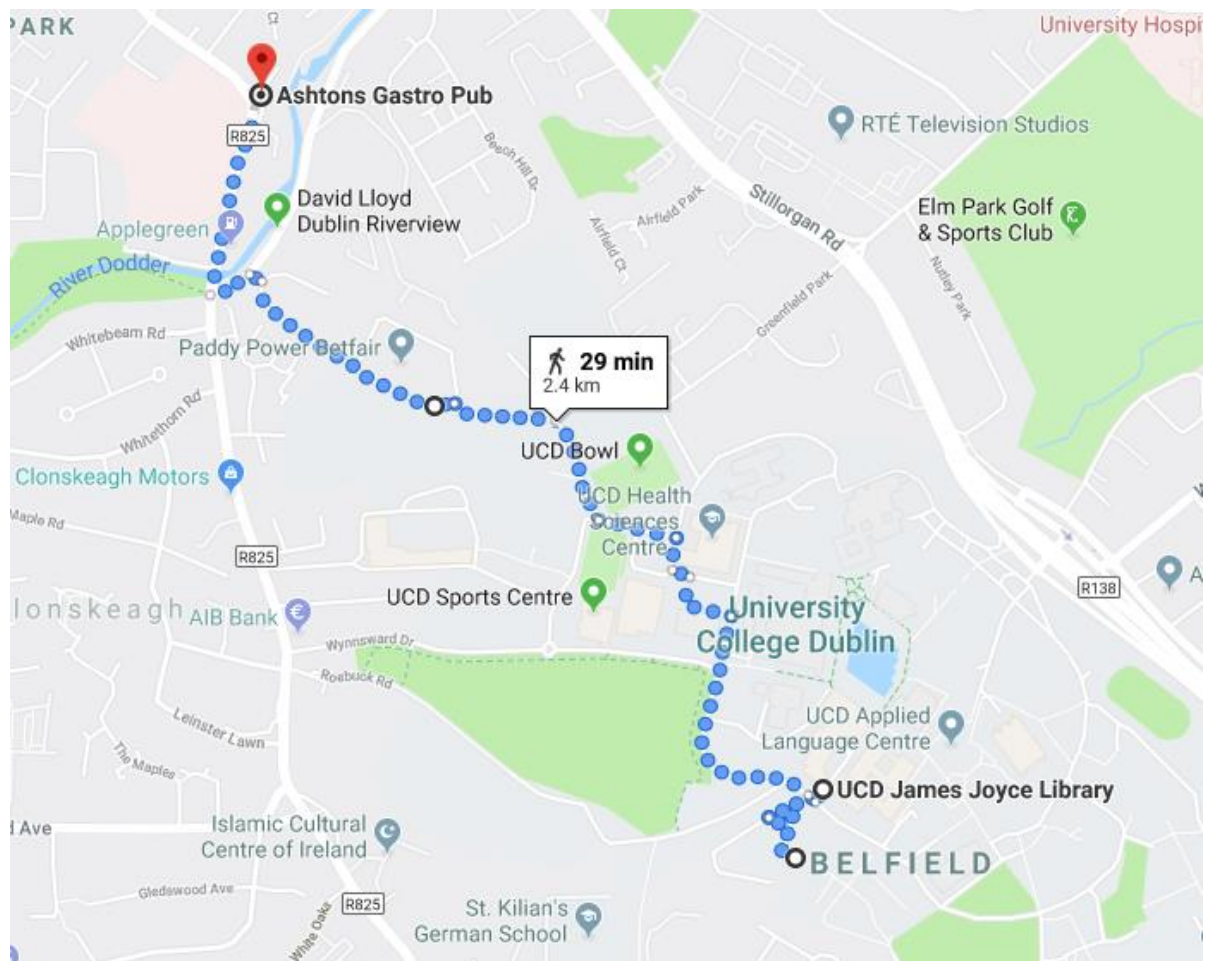 PARK
University Hospi
Ashtons Gastro Pub
RTÉ Television Studios
R825
Beech Hill Dr
David Lloyd
Dublin Riverview
Airfield Park
Stillorgan Rd
Elm Park Golf
& Sports Club
Applegreen
Airfield Ct
River Dodder
Nutley Park
Greenfield Park
Whitebeam Rd
Paddy Power Betfair
29 min
2.4 km
Whitethorn Rd
UCD Bowl
Clonskeagh Motors
UCD Health
Sciences
Centre
Maple Rd
R825
R138
A
UCD Sports Centre
lonskeagh
AIB Bank
University
College Dublin
Wynnsward Dr
Roebuck Rd
Leinster Lawn
UCD Applied
Language Centre
The Maples
UCD James Joyce Library
d Ave
Islamic Cultural
Centre of Ireland
BELFIELD
Gledswood Ave
R825
White Oaks
St. Kilian's
German School